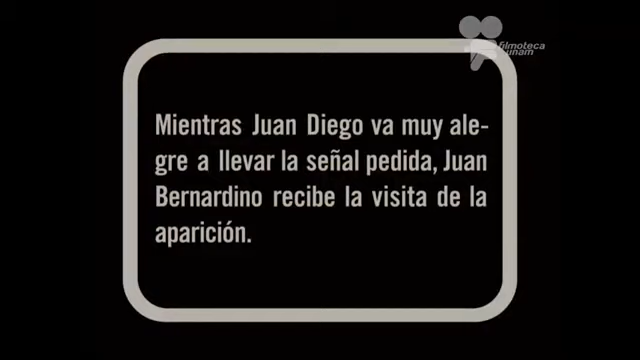 filmoteca
unam
Mientras Juan Diego va muy ale-
gre a llevar la señal pedida, Juan
Bernardino recibe la visita de la
aparición.